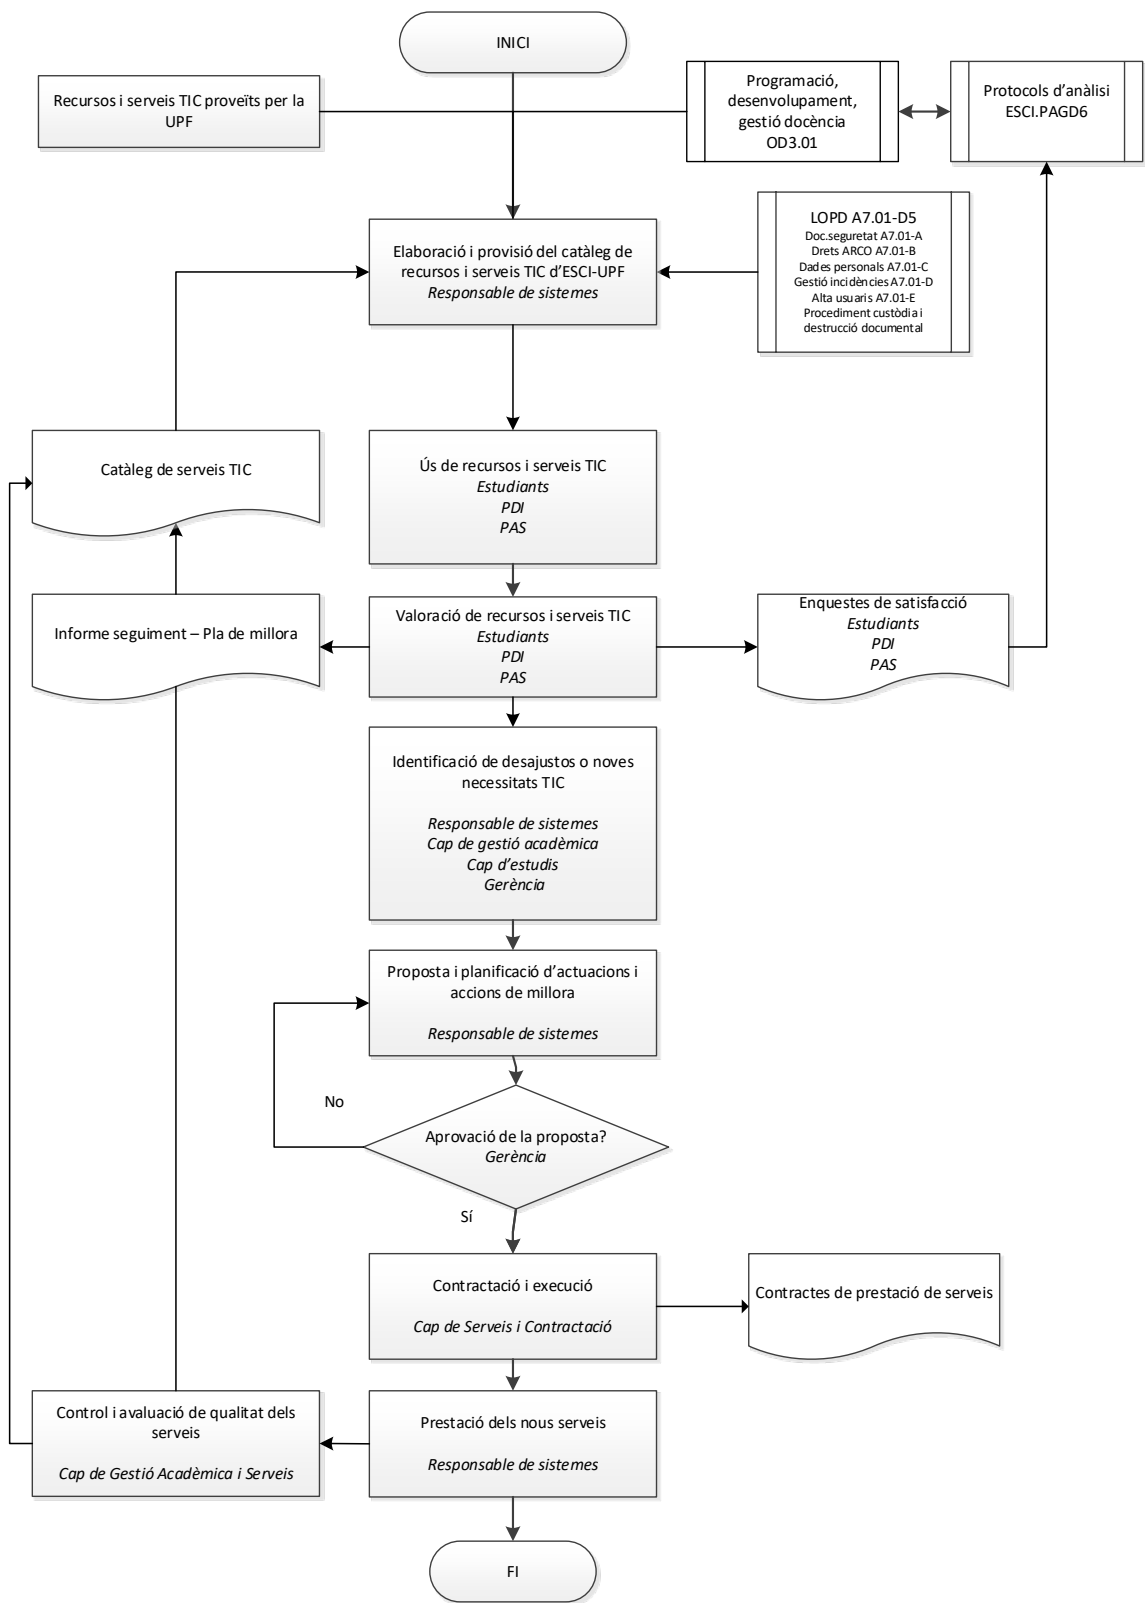 INICI
Recursos i serveis TIC proveïts per la
UPF
Programació,
desenvolupament,
gestió docència
OD3.01
Protocols d'anàlisi
ESCI.PAGD6
LOPD A7.01-D5
Doc.seguretat A7.01-A
Drets ARCO A7.01-B
Dades personals A7.01-C
Gestió incidències A7.01-D
Alta usuaris A7.01-E
Procediment custòdia i
destrucció documental
Elaboració i provisió del catàleg de
recursos i serveis TIC d'ESCI-UPF
Responsable de sistemes
Catàleg de serveis TIC
Ús de recursos i serveis TIC
Estudiants
PDI
PAS
Informe seguiment – Pla de millora
Valoració de recursos i serveis TIC
Estudiants
PDI
PAS
Enquestes de satisfacció
Estudiants
PDI
PAS
Identificació de desajustos o noves
necessitats TIC
Responsable de sistemes
Cap de gestió acadèmica
Cap d'estudis
Gerència
Proposta i planificació d'actuacions i
accions de millora
Responsable de sistemes
No
Aprovació de la proposta?
Gerència
Sí
Contractació i execució
Cap de Serveis i Contractació
Contractes de prestació de serveis
Control i avaluació de qualitat dels
serveis
Cap de Gestió Acadèmica i Serveis
Prestació dels nous serveis
Responsable de sistemes
FI